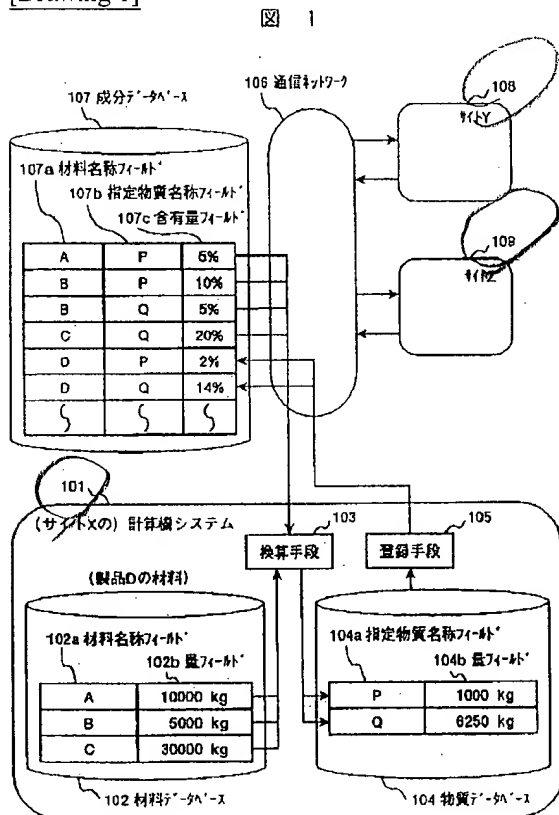 [Drawing 1]
図 1
106 通信ネットワーク
108
サイトY
107 成分データベース
107a 材料名称フィールド
107b 指定物質名称フィールド
107c 含有量フィールド
109
サイトZ
A P 5%
B P 10%
B Q 5%
C Q 20%
D P 2%
D Q 14%
101
(サイトXの) 計算機システム
103
換算手段
105
登録手段
(製品Dの材料)
102a 材料名称フィールド
102b 量フィールド
A 10000 kg
B 5000 kg
C 30000 kg
102 材料データベース
104a 指定物質名称フィールド
104b 量フィールド
P 1000 kg
Q 6250 kg
104 物質データベース